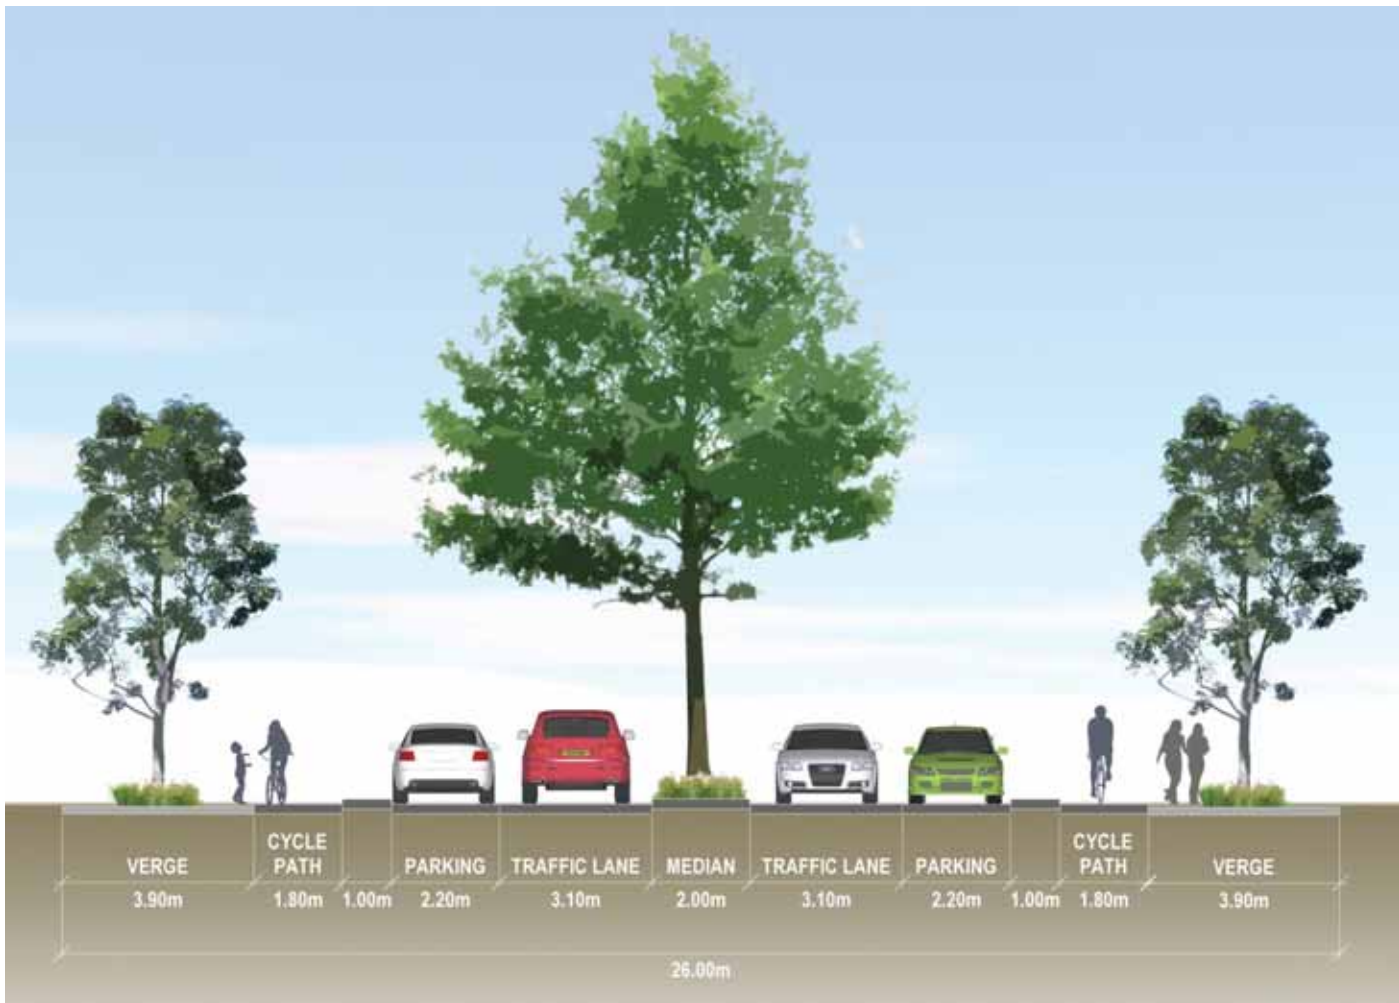 VERGE
CYCLE
PATH
PARKING
TRAFFIC LANE
MEDIAN
TRAFFIC LANE
PARKING
CYCLE
PATH
VERGE
3.90m
1.80m
1.00m
2.20m
3.10m
2.00m
3.10m
2.20m
1.00m
1.80m
3.90m
26.00m